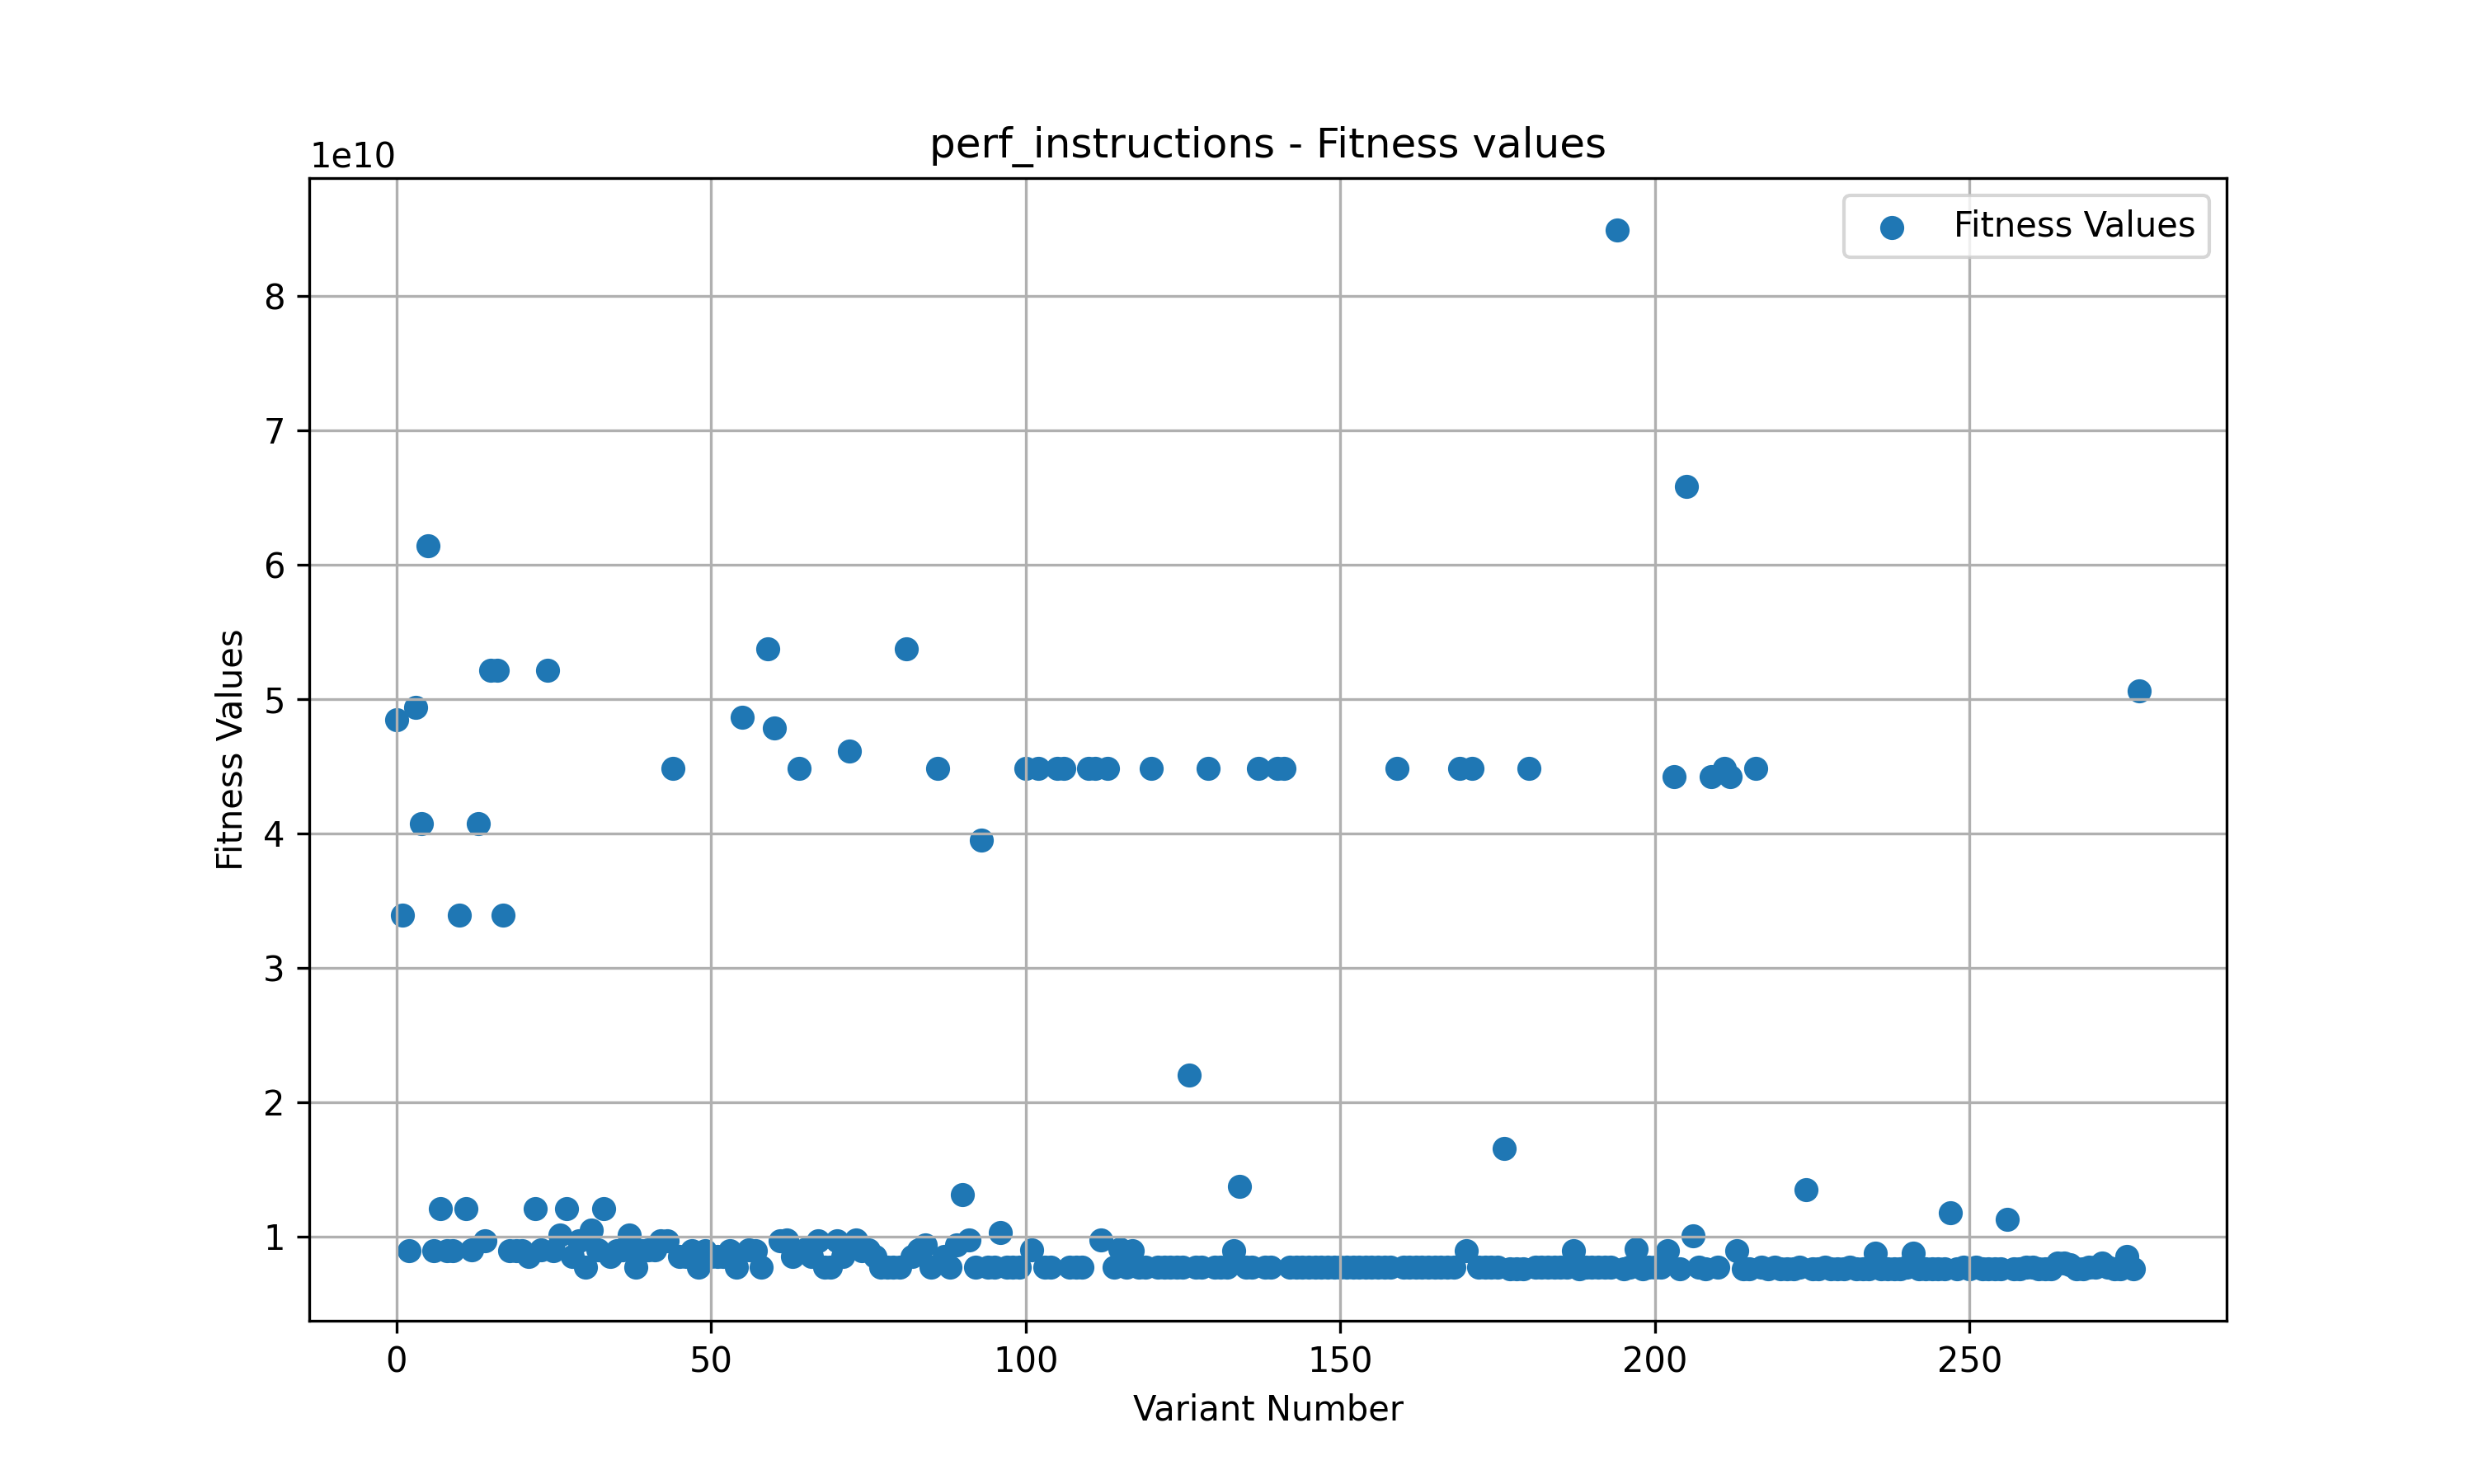 perf_instructions - Fitness values
1e10
Fitness Values
8
7
6
5
4
3
2
1
Fitness Values
0 50 100 150 200 250
Variant Number